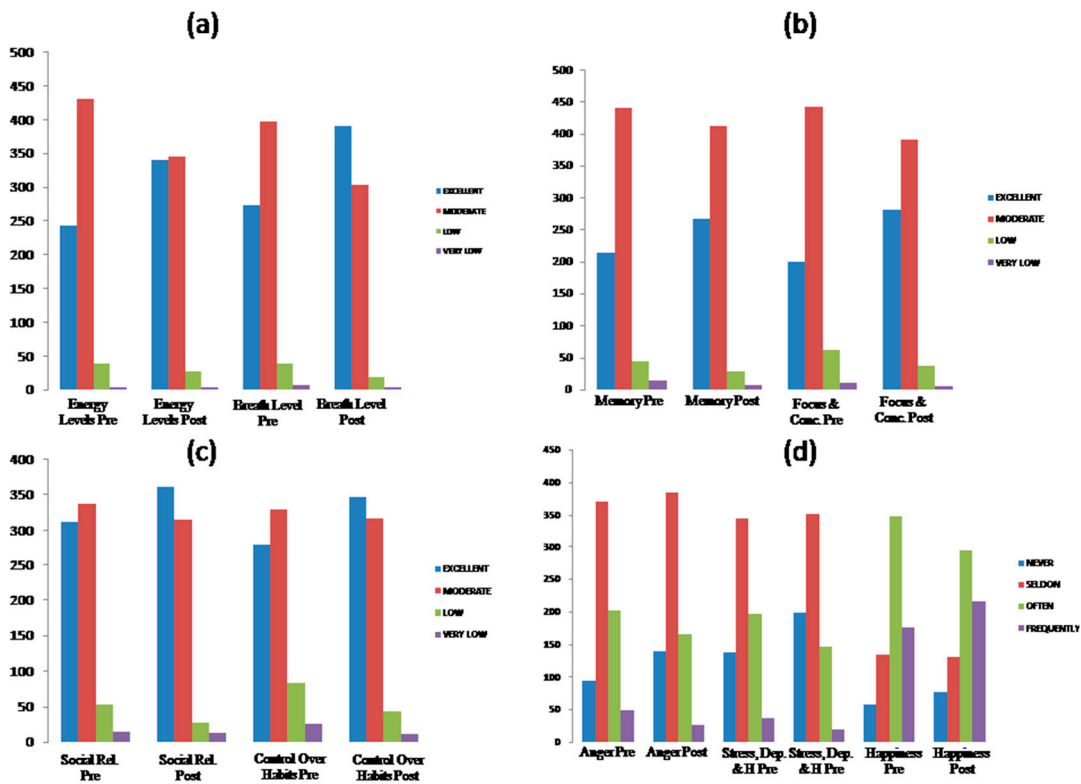 (a)
500
450
400
350
300
250
200
150
100
50
0
Energy
Levels Pre
Energy
Levels Post
Breath Level
Pre
Breath Level
Post
EXCELLENT
MODERATE
LOW
VERY LOW
(b)
500
450
400
350
300
250
200
150
100
50
0
Memory Pre
Memory Post
Focus &
Conc. Pre
Focus &
Conc. Post
EXCELLENT
MODERATE
LOW
VERY LOW
(c)
400
350
300
250
200
150
100
50
0
Social Rel.
Pre
Social Rel.
Post
Control Over
Habits Pre
Control Over
Habits Post
EXCELLENT
MODERATE
LOW
VERY LOW
(d)
450
400
350
300
250
200
150
100
50
0
Anger Pre
Anger Post
Stress, Dep.
& H Pre
Stress, Dep.
& H Pre
Happiness
Pre
Happiness
Post
NEVER
SELDON
OFTEN
FREQUENTLY